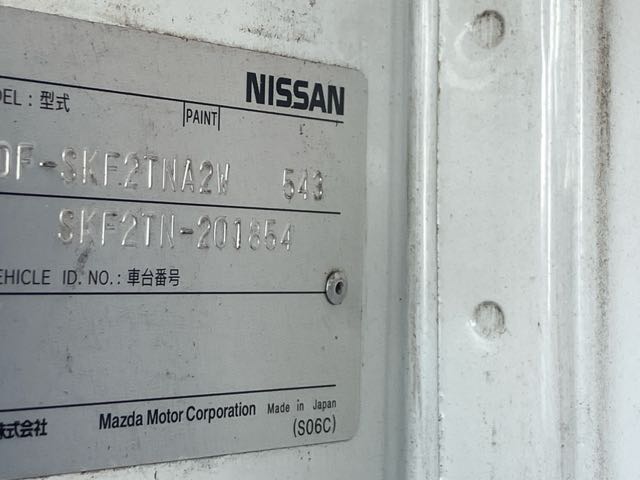 NISSAN
DEL : 型式
PAINT
DF-SKF2TNA2W 543
SKF2TN-201854
EHICLE ID. NO. : 車台番号
株式会社 Mazda Motor Corporation Made in Japan
(S06C)